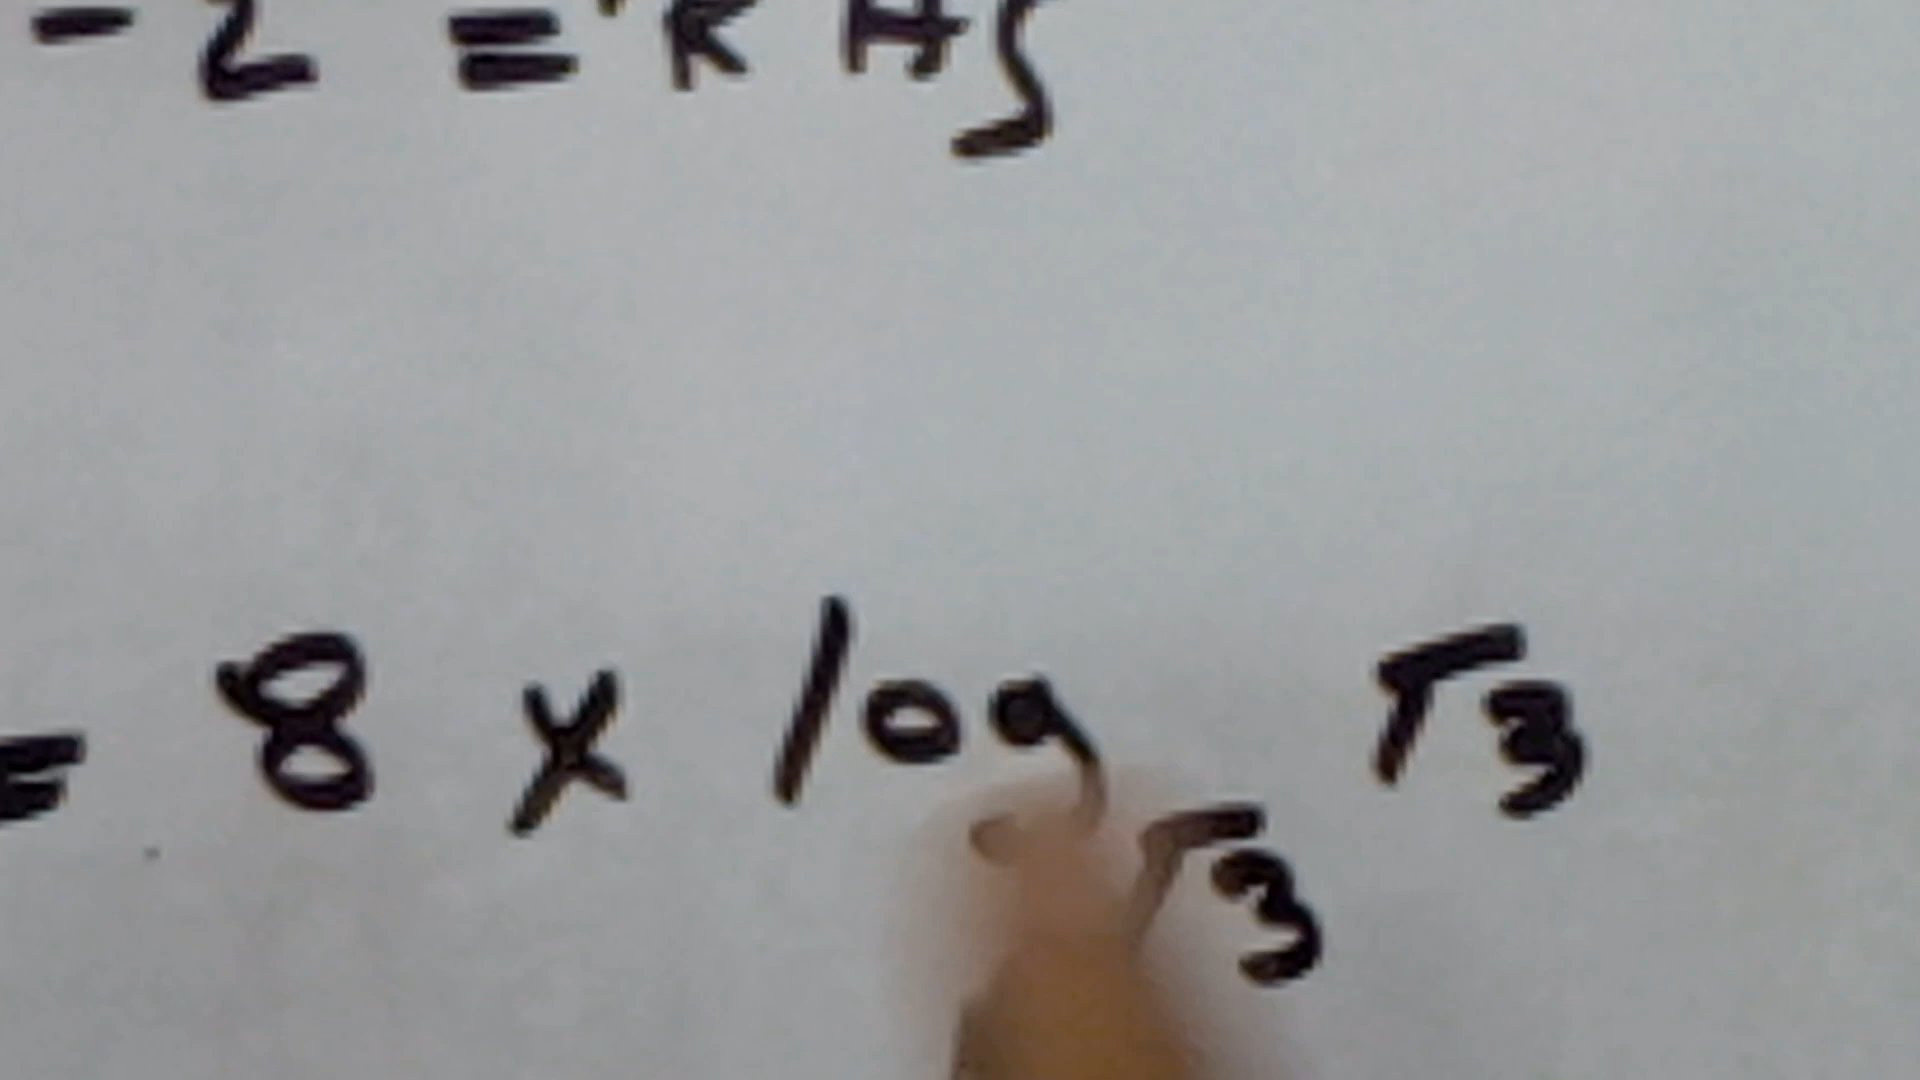 - 2 = RHS
= 8 x log √3 √3